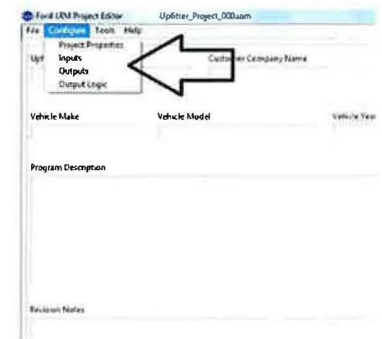 Ford UIM Project Editor Upfitter_Project_000.uim
File Configure Tools Help
Project Properties
Inputs
Outputs
Output Logic
Upf
Customer Company Name
Vehicle Make Vehicle Model Vehicle Year
Program Description
Revision Notes